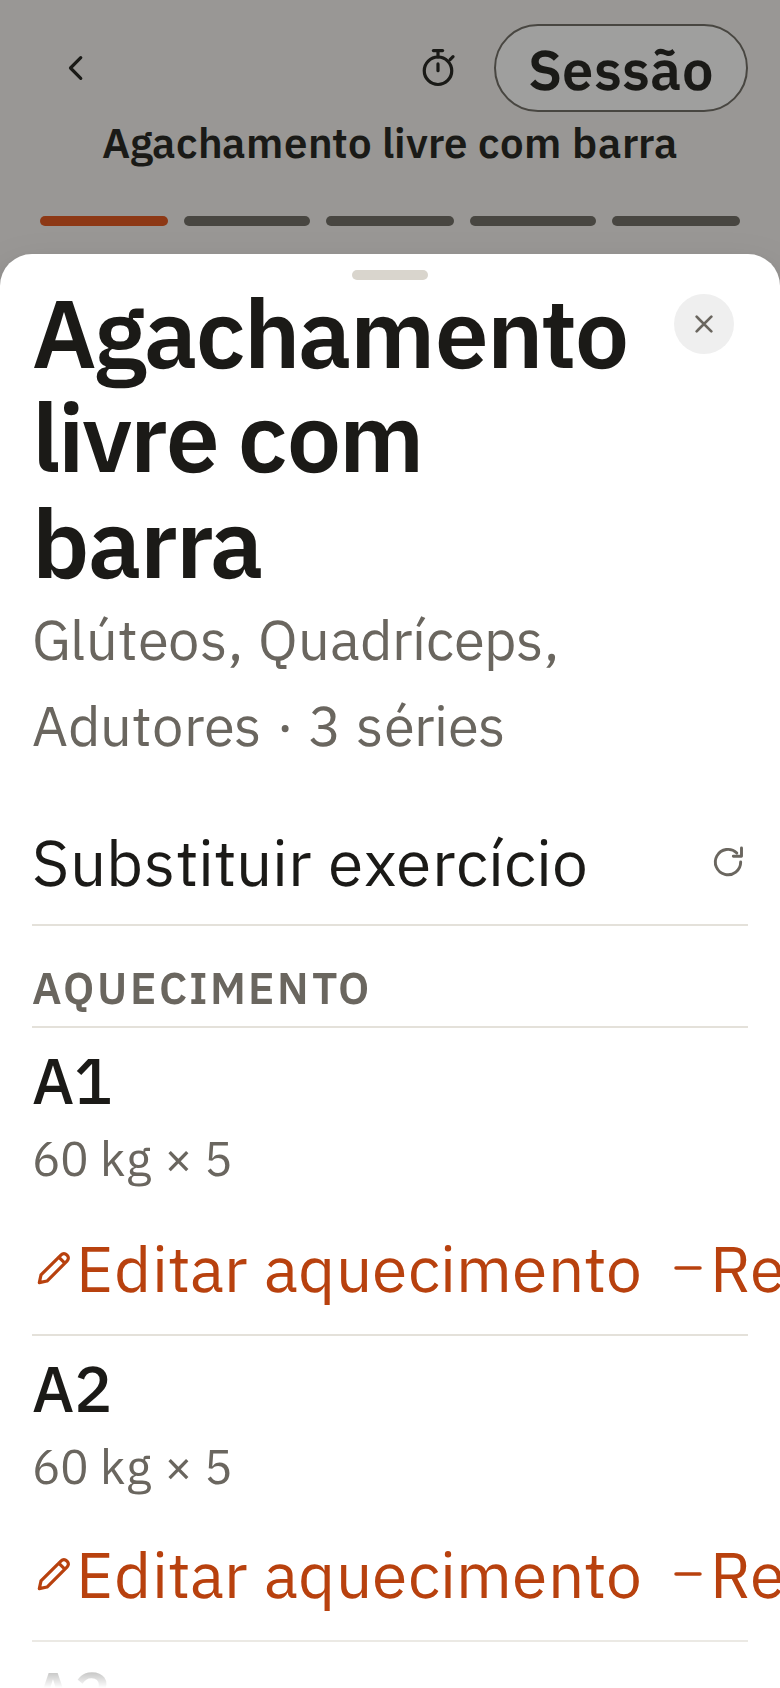 Sessão
Agachamento livre com barra
Agachamento
livre com
barra
Glúteos, Quadríceps,
Adutores · 3 séries
Substituir exercício
AQUECIMENTO
A1
60 kg × 5
Editar aquecimento −Re
A2
60 kg × 5
Editar aquecimento −Re